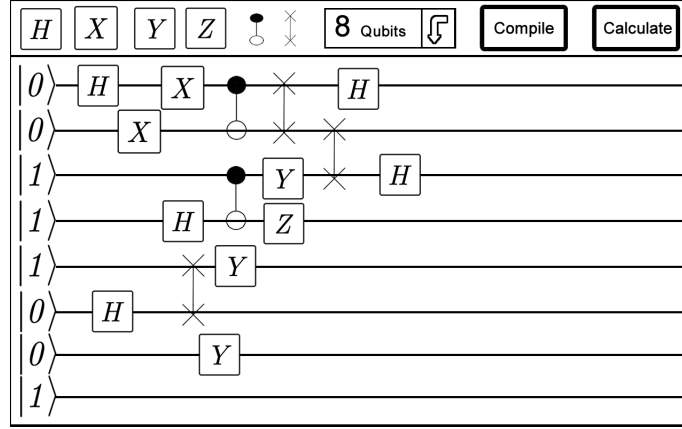 H X Y Z 8 Qubits Compile Calculate
|0⟩ H X H
|0⟩ X
|1⟩ Y H
|1⟩ H Z
|1⟩ Y
|0⟩ H
|0⟩ Y
|1⟩